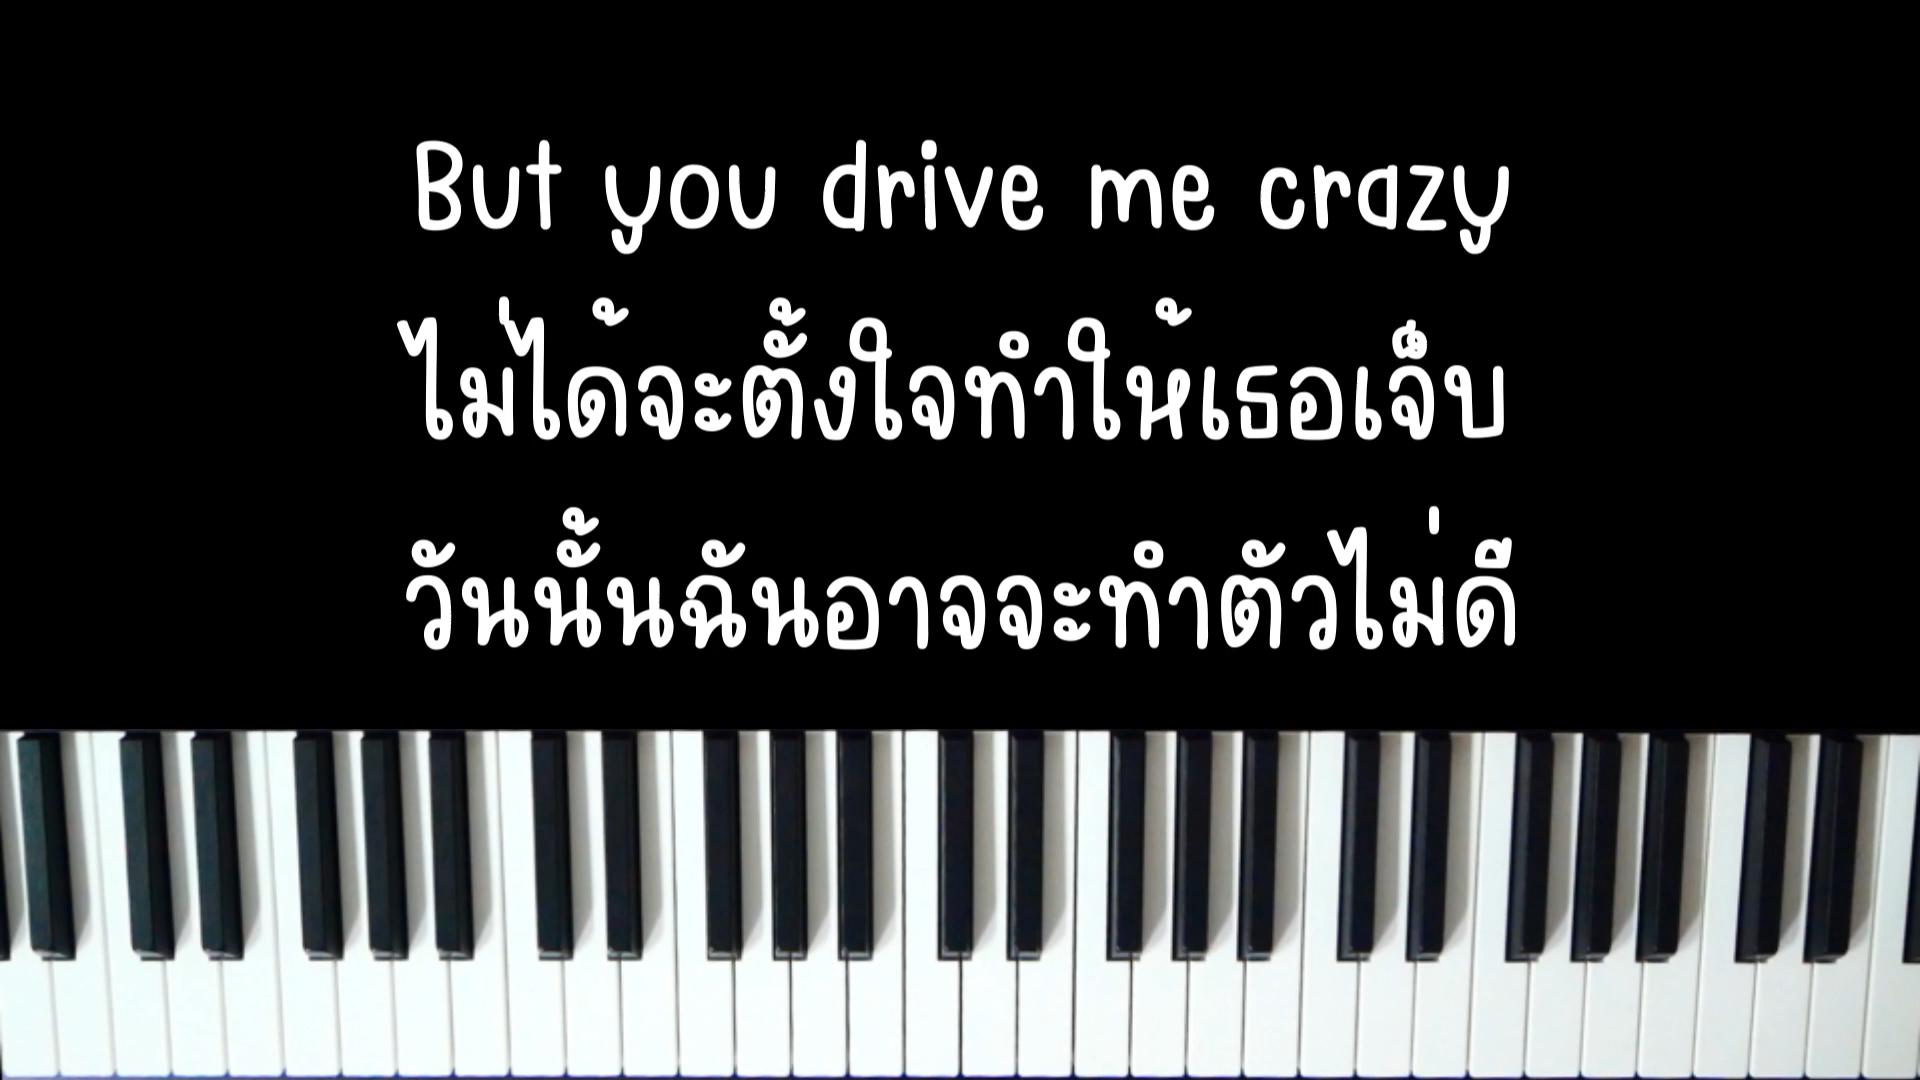 But you drive me crazy
ไม่ได้จะตั้งใจทำให้เธอเจ็บ
วันนั้นฉันอาจจะทำตัวไม่ดี